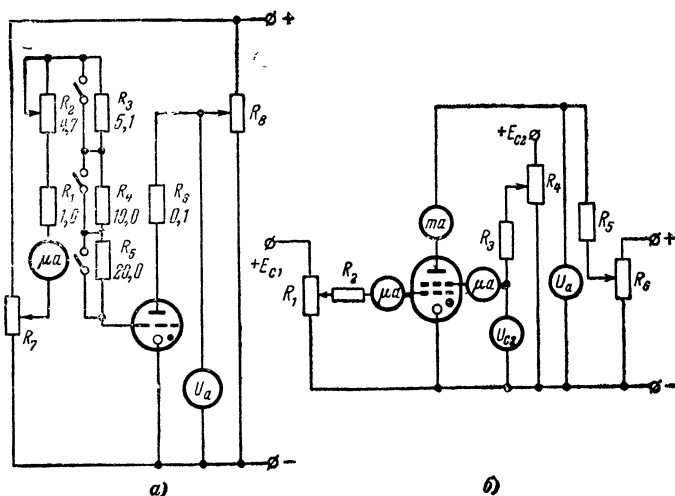 +
R2
4,7
R3
5,1
R8
R1
1,0
R4
10,0
R6
0,1
μa
R5
20,0
R7
Ua
−
а)
+EC2
R4
ma
R3
R5
+EC1
+
R1
R2
μa
μa
Ua
R6
UC2
−
б)